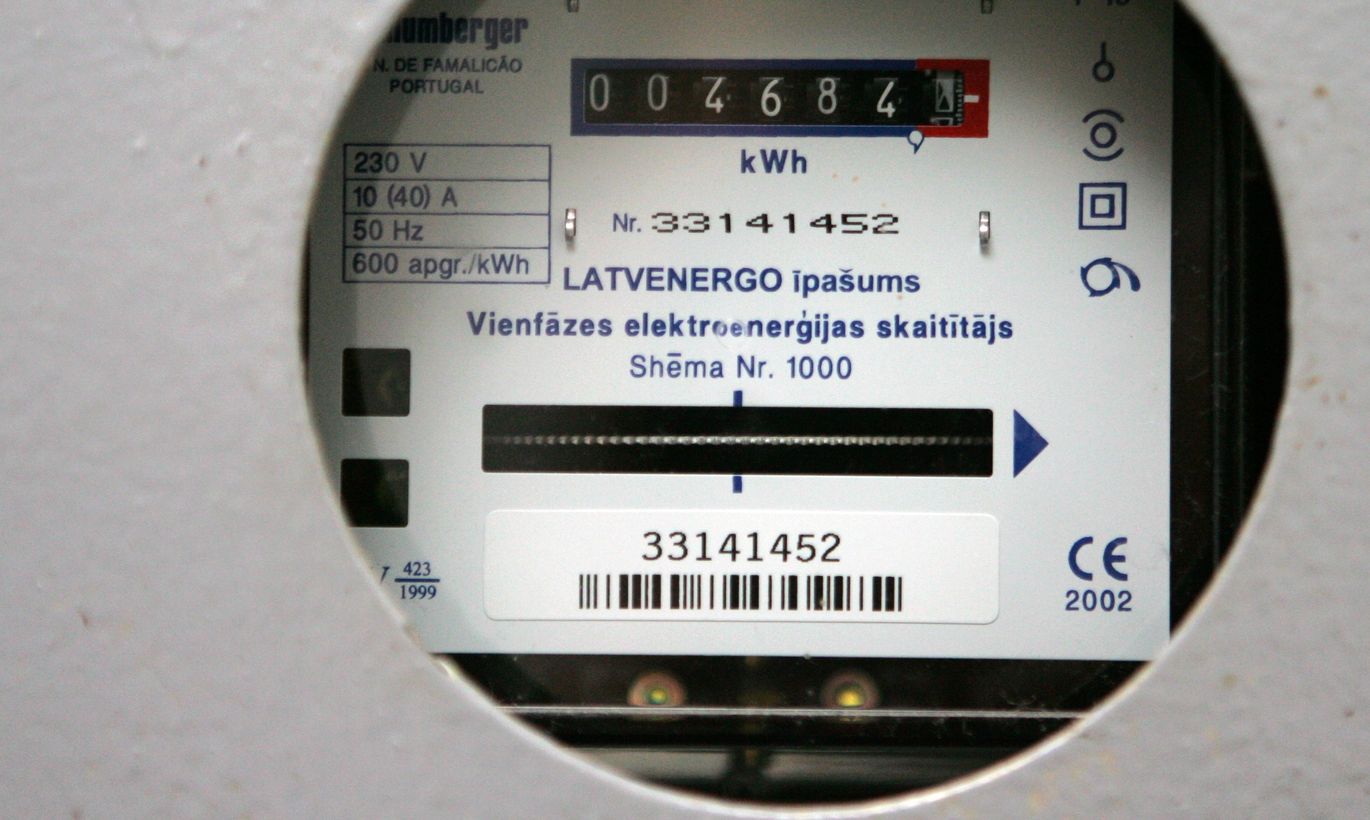 N. DE FAMALICÃO
PORTUGAL
0 0 4 6 8 4
kWh
230 V
10 (40) A
50 Hz
600 apgr./kWh
Nr. 33141452
LATVENERGO īpašums
Vienfāzes elektroenerģijas skaitītājs
Shēma Nr. 1000
33141452
423
1999
CE
2002